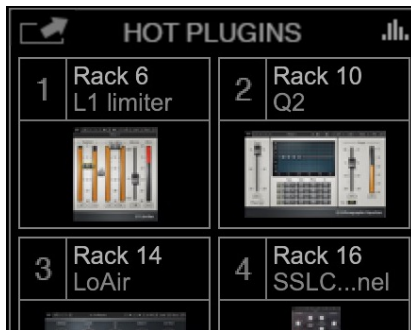 HOT PLUGINS
1
Rack 6
L1 limiter
2
Rack 10
Q2
3
Rack 14
LoAir
4
Rack 16
SSLC...nel